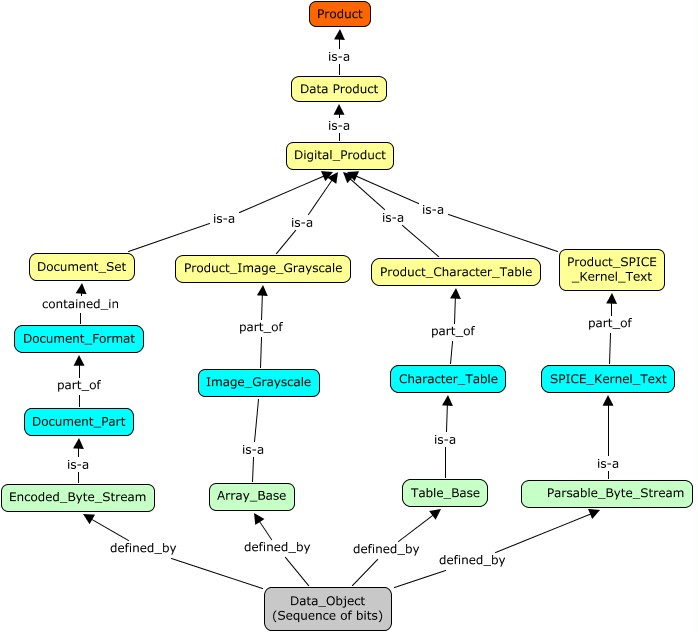 Product
is-a
Data Product
is-a
Digital_Product
is-a
is-a
is-a
is-a
Document_Set
Product_Image_Grayscale
Product_Character_Table
Product_SPICE
_Kernel_Text
contained_in
part_of
part_of
part_of
Document_Format
Image_Grayscale
Character_Table
SPICE_Kernel_Text
part_of
Document_Part
is-a
is-a
is-a
is-a
Encoded_Byte_Stream
Array_Base
Table_Base
Parsable_Byte_Stream
defined_by
defined_by
defined_by
defined_by
Data_Object
(Sequence of bits)